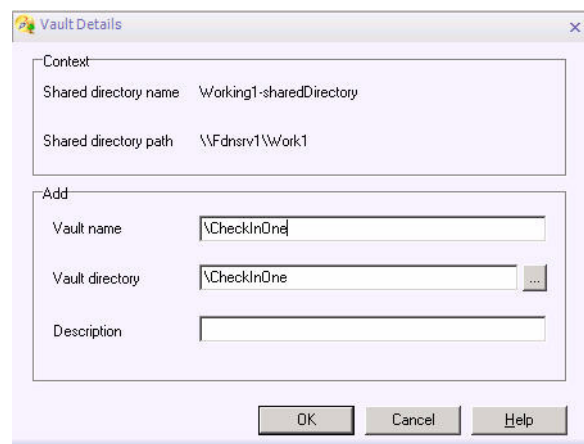 Vault Details
Context
Shared directory name Working1-sharedDirectory
Shared directory path \\Fdnsrv1\Work1
Add
Vault name \CheckInOne
Vault directory \CheckInOne ...
Description
OK Cancel Help